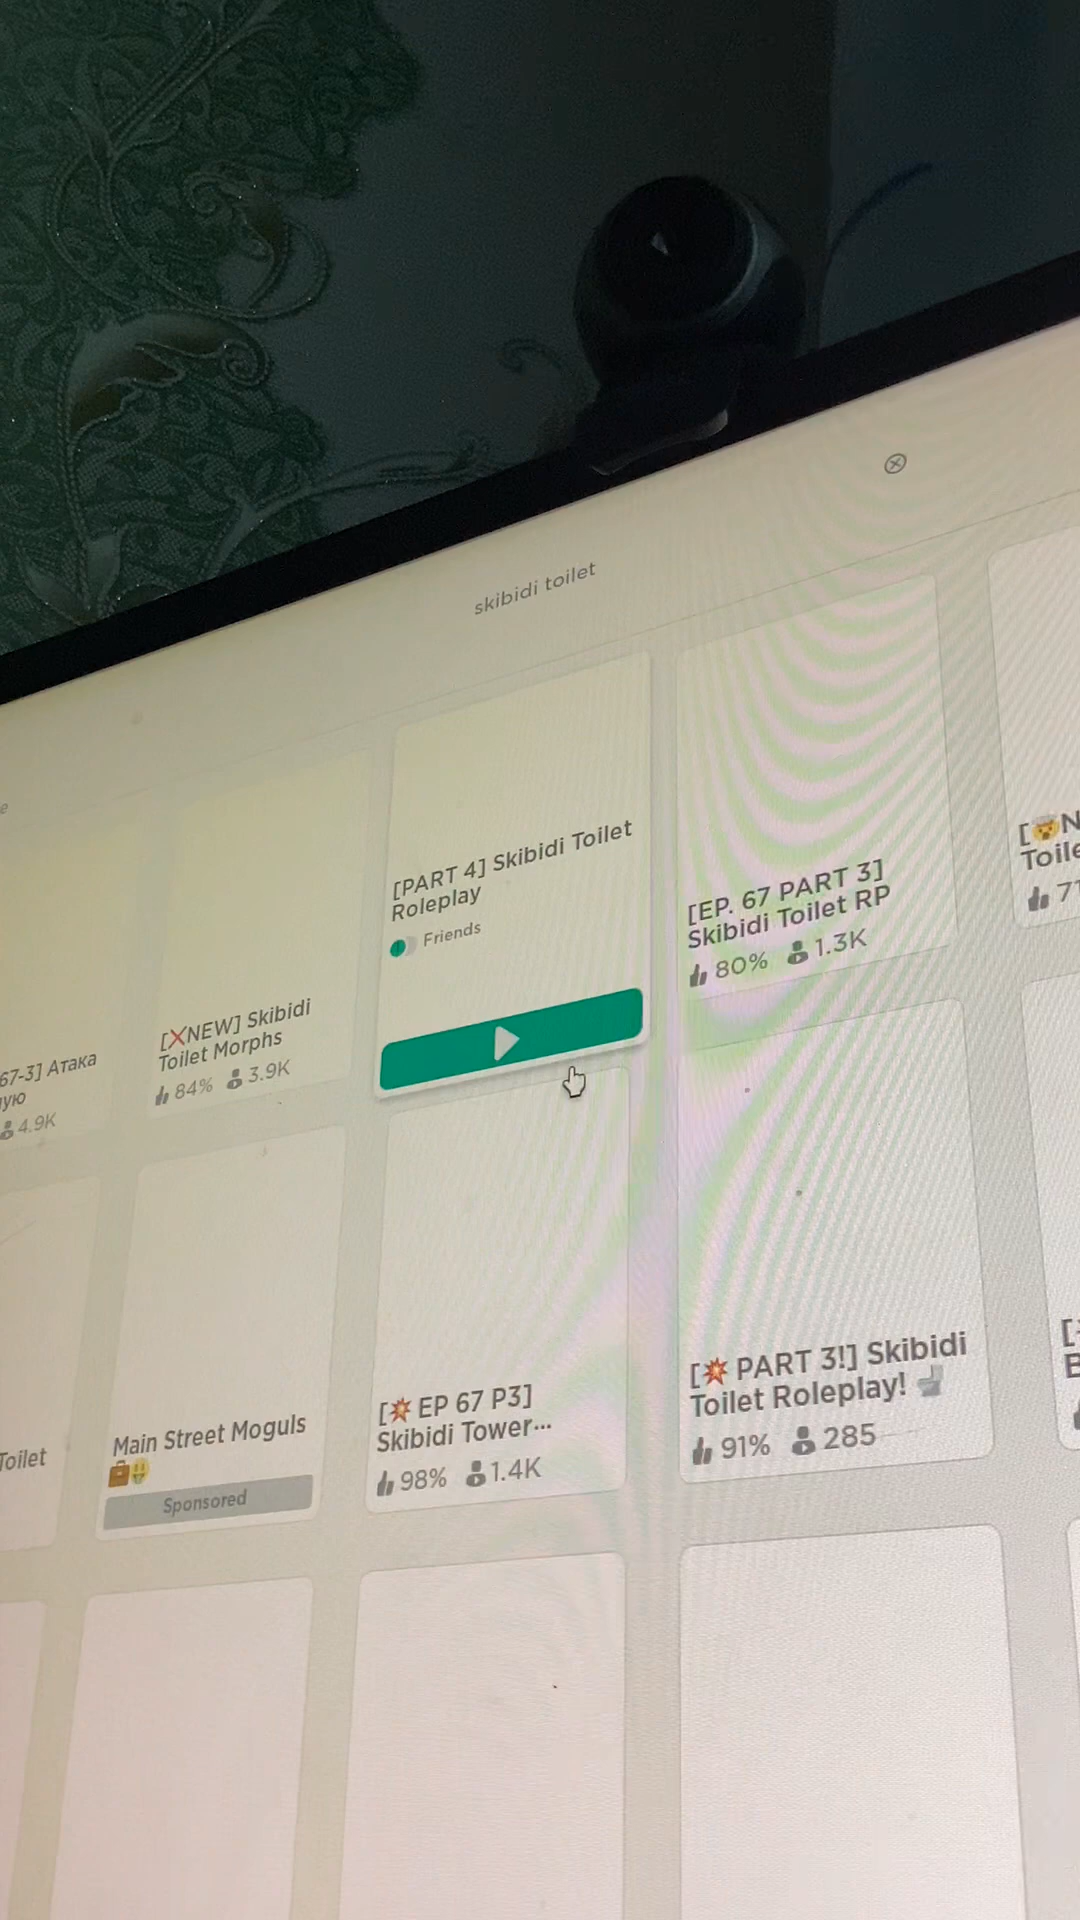 skibidi toilet
67-3] Атака
84%
3.9K
4.9K
[❌NEW] Skibidi
Toilet Morphs
[PART 4] Skibidi Toilet
Roleplay
Friends
[EP. 67 PART 3]
Skibidi Toilet RP
80%
1.3K
[🤯N
Toile
Toilet
Main Street Moguls
💼🤑
Sponsored
[💥 EP 67 P3]
Skibidi Tower...
98%
1.4K
[💥 PART 3!] Skibidi
Toilet Roleplay! 🚽
91%
285